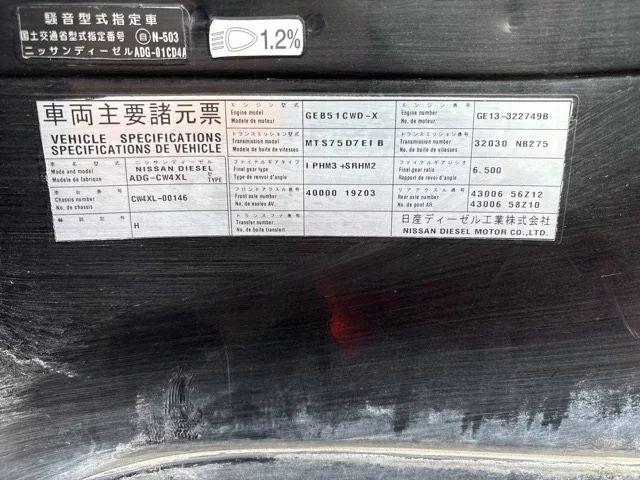 騒音型式指定車
国土交通省型式指定番号 自N-503
ニッサンディーゼル ADG-01CD4A
1.2%
車両主要諸元票
VEHICLE SPECIFICATIONS
SPECIFICATIONS DE VEHICLE
Made and model
Modele de fabrique
ニッサンディーゼル
NISSAN DIESEL
ADG-CW4XL 型 TYPE
車台番号
Chassis number
No. de chassis
CW4XL-00146
H
エンジン型式
Engine model
Modele de moteur
GEB51CWD-X
エンジン番号
Engine number
No. de moteur
GE13-322749B
トランスミッション型式
Transmission model
Modele de boite de vitesses
MTS75D7EIB
トランスミッション番号
Transmission number
No. de boite de vitesses
32030 NB275
ファイナルギアタイプ
Final gear type
Type de renvoi d'angle
IPHM3+SRHM2
ファイナルギアレシオ
Final gear ratio
Rapport de renvoi d'angle
6.500
フロントアクスル番号
Front axle number
No. de essieu AV.
40000 19Z03
リアアクスル番号
Rear axle number
No. de pont AR.
43006 56Z12
43006 58Z10
トランスファ番号
Transfer number
No. de boite transfert
日産ディーゼル工業株式会社
NISSAN DIESEL MOTOR CO.,LTD.